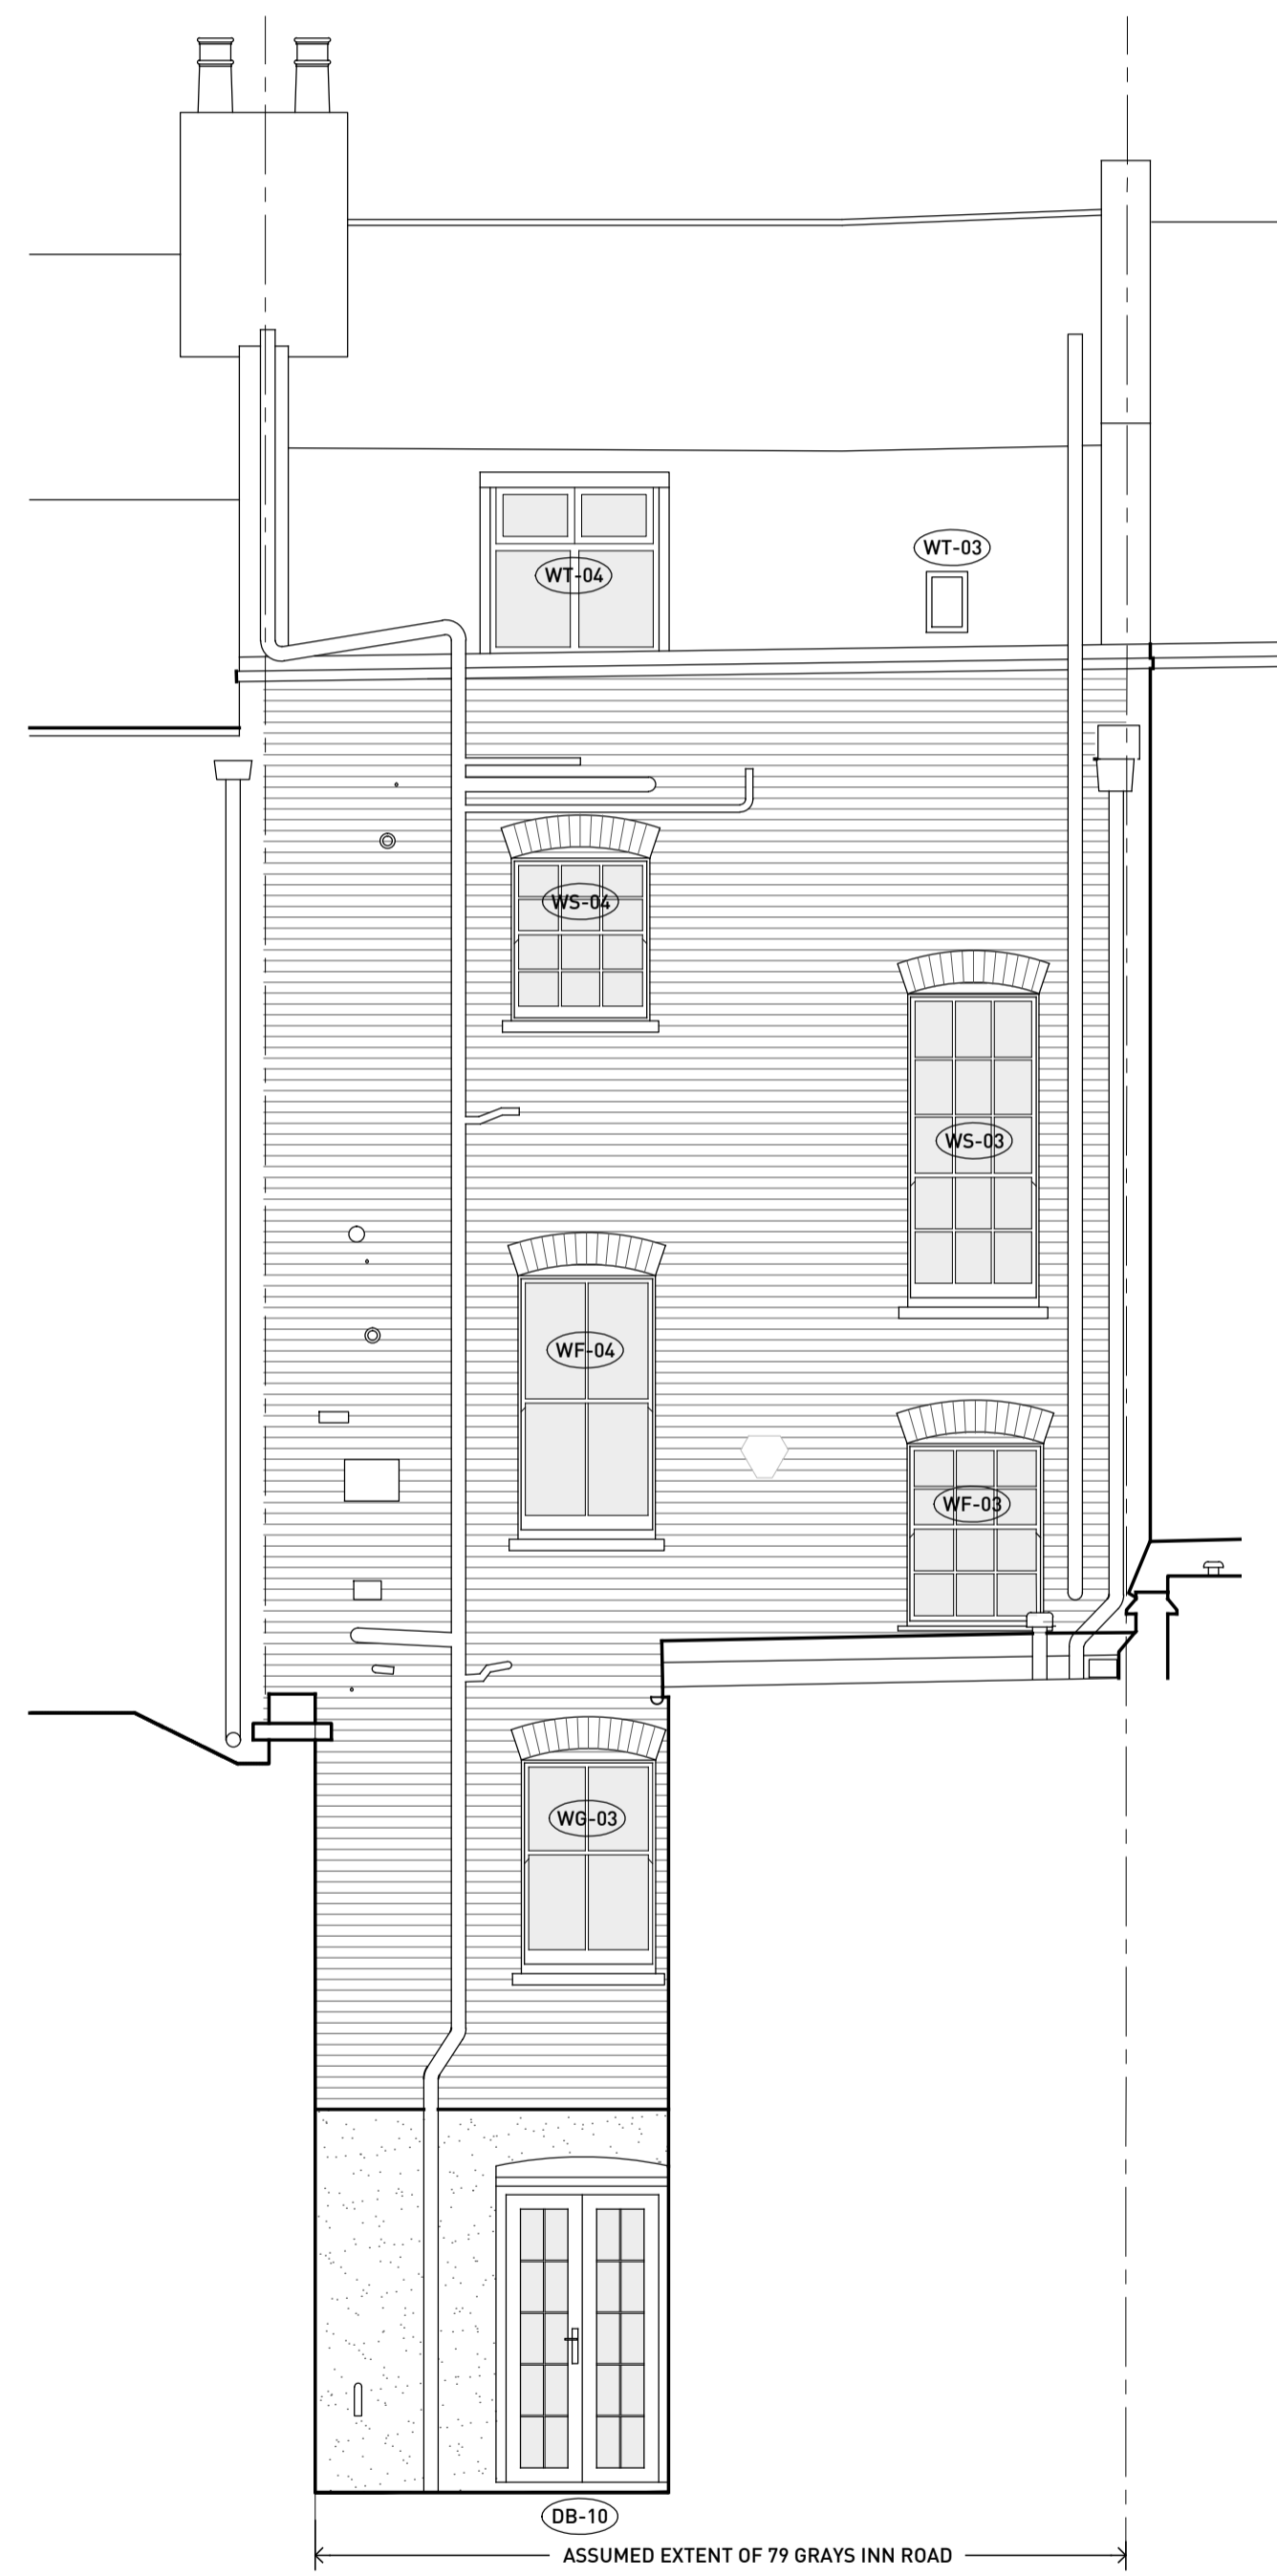 WT-03
WT-04
WS-04
WS-03
WF-04
WF-03
WG-03
DB-10
ASSUMED EXTENT OF 79 GRAYS INN ROAD